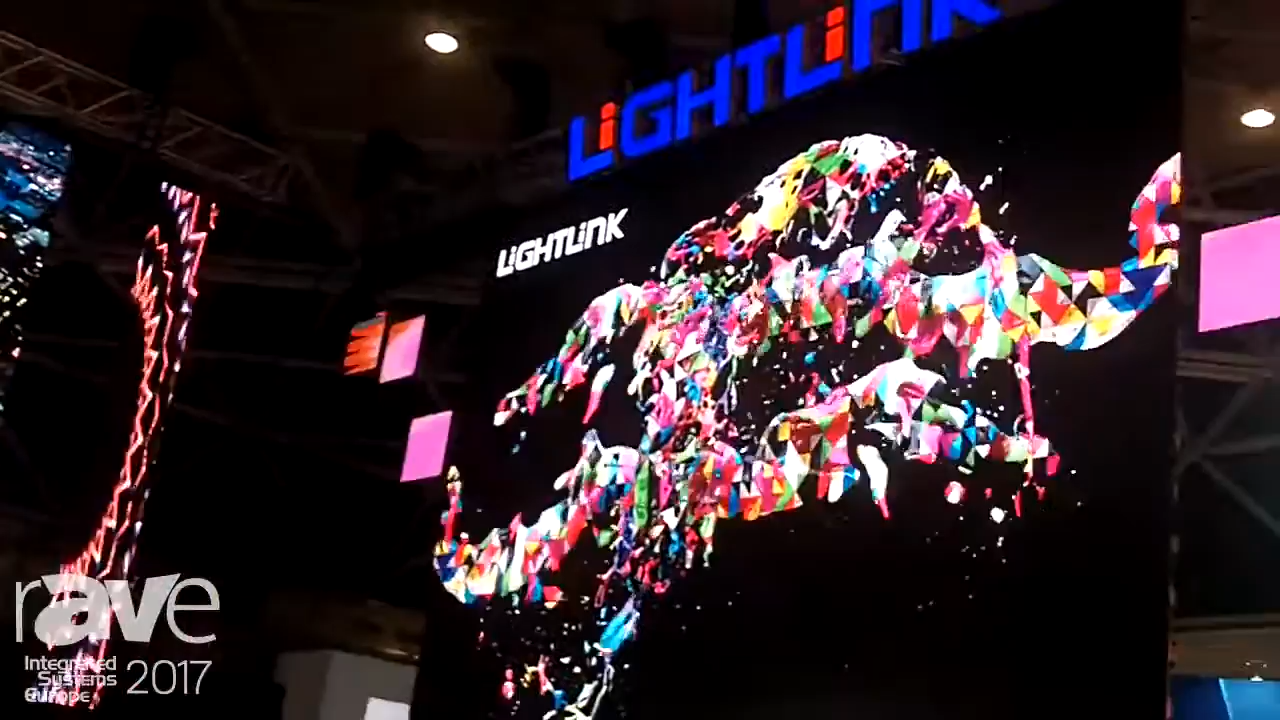 LiGHTLiNK
LiGHTLiNK
rave
Integrated
Systems
Europe
2017